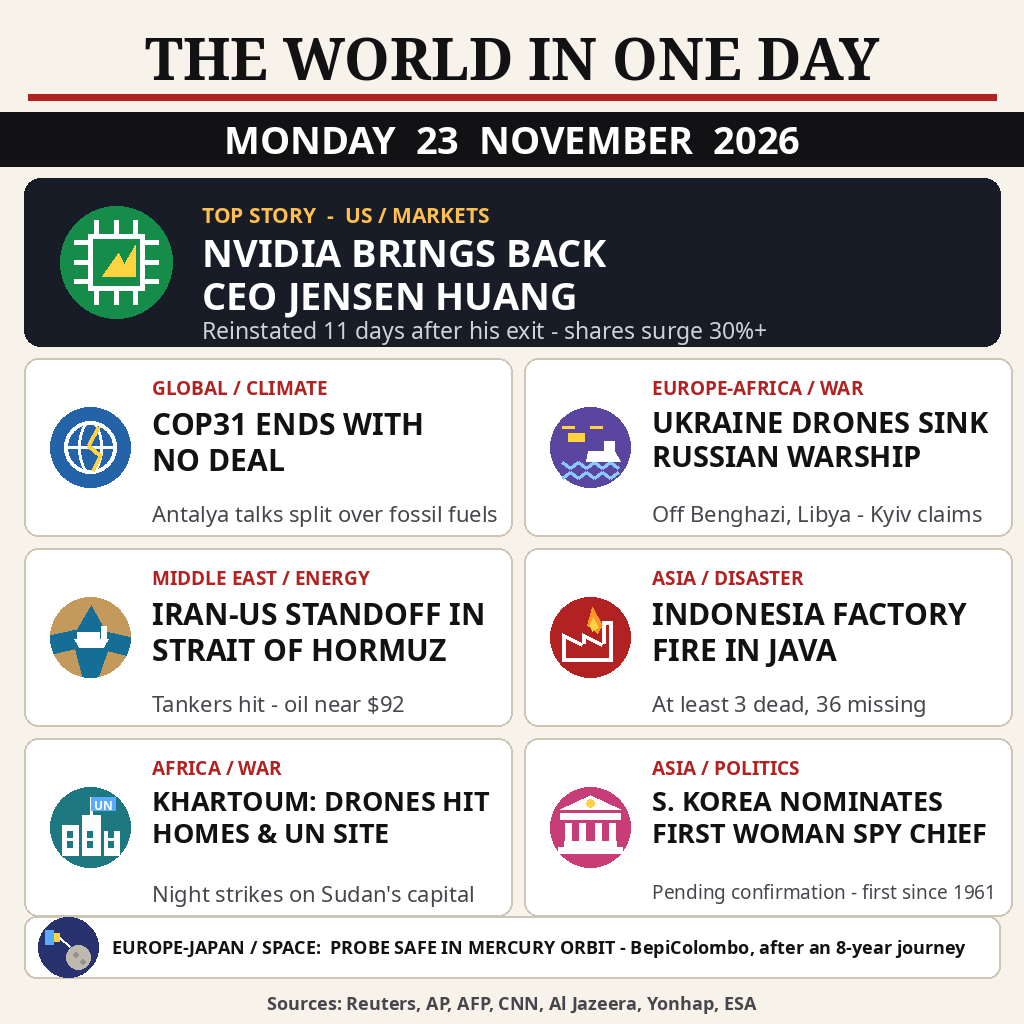 THE WORLD IN ONE DAY
MONDAY 23 NOVEMBER 2026
TOP STORY - US / MARKETS
NVIDIA BRINGS BACK
CEO JENSEN HUANG
Reinstated 11 days after his exit - shares surge 30%+
GLOBAL / CLIMATE
COP31 ENDS WITH
NO DEAL
Antalya talks split over fossil fuels
EUROPE-AFRICA / WAR
UKRAINE DRONES SINK
RUSSIAN WARSHIP
Off Benghazi, Libya - Kyiv claims
MIDDLE EAST / ENERGY
IRAN-US STANDOFF IN
STRAIT OF HORMUZ
Tankers hit - oil near $92
ASIA / DISASTER
INDONESIA FACTORY
FIRE IN JAVA
At least 3 dead, 36 missing
AFRICA / WAR
UN
KHARTOUM: DRONES HIT
HOMES & UN SITE
Night strikes on Sudan's capital
ASIA / POLITICS
S. KOREA NOMINATES
FIRST WOMAN SPY CHIEF
Pending confirmation - first since 1961
EUROPE-JAPAN / SPACE: PROBE SAFE IN MERCURY ORBIT - BepiColombo, after an 8-year journey
Sources: Reuters, AP, AFP, CNN, Al Jazeera, Yonhap, ESA